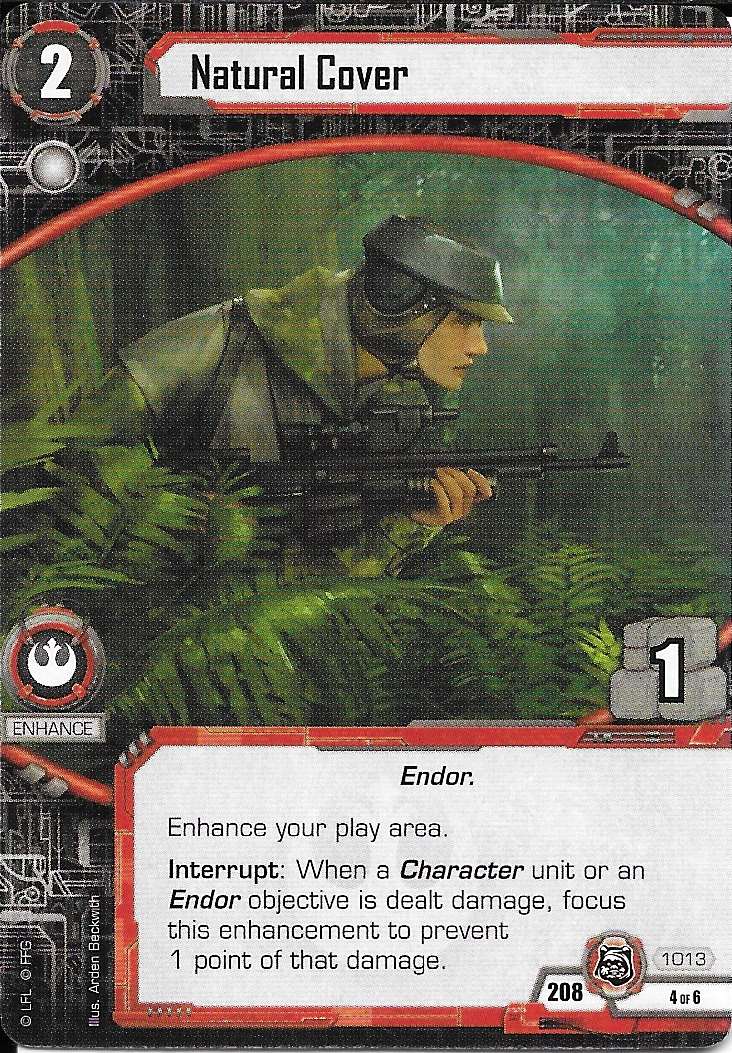 2
Natural Cover
ENHANCE
1
Endor.
Enhance your play area.
Interrupt: When a Character unit or an
Endor objective is dealt damage, focus
this enhancement to prevent
1 point of that damage.
208
1013
4 OF 6
© LFL © FFG
Illus. Arden Beckwith